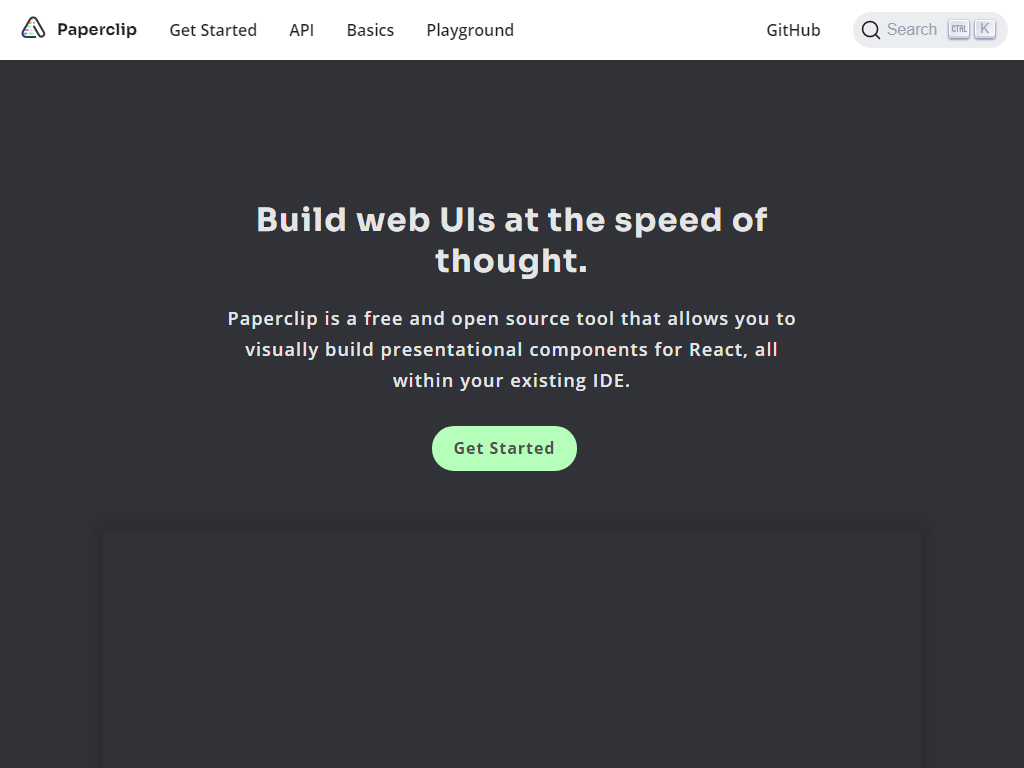 Paperclip Get Started API Basics Playground GitHub Search CTRL K
Build web UIs at the speed of
thought.
Paperclip is a free and open source tool that allows you to
visually build presentational components for React, all
within your existing IDE.
Get Started